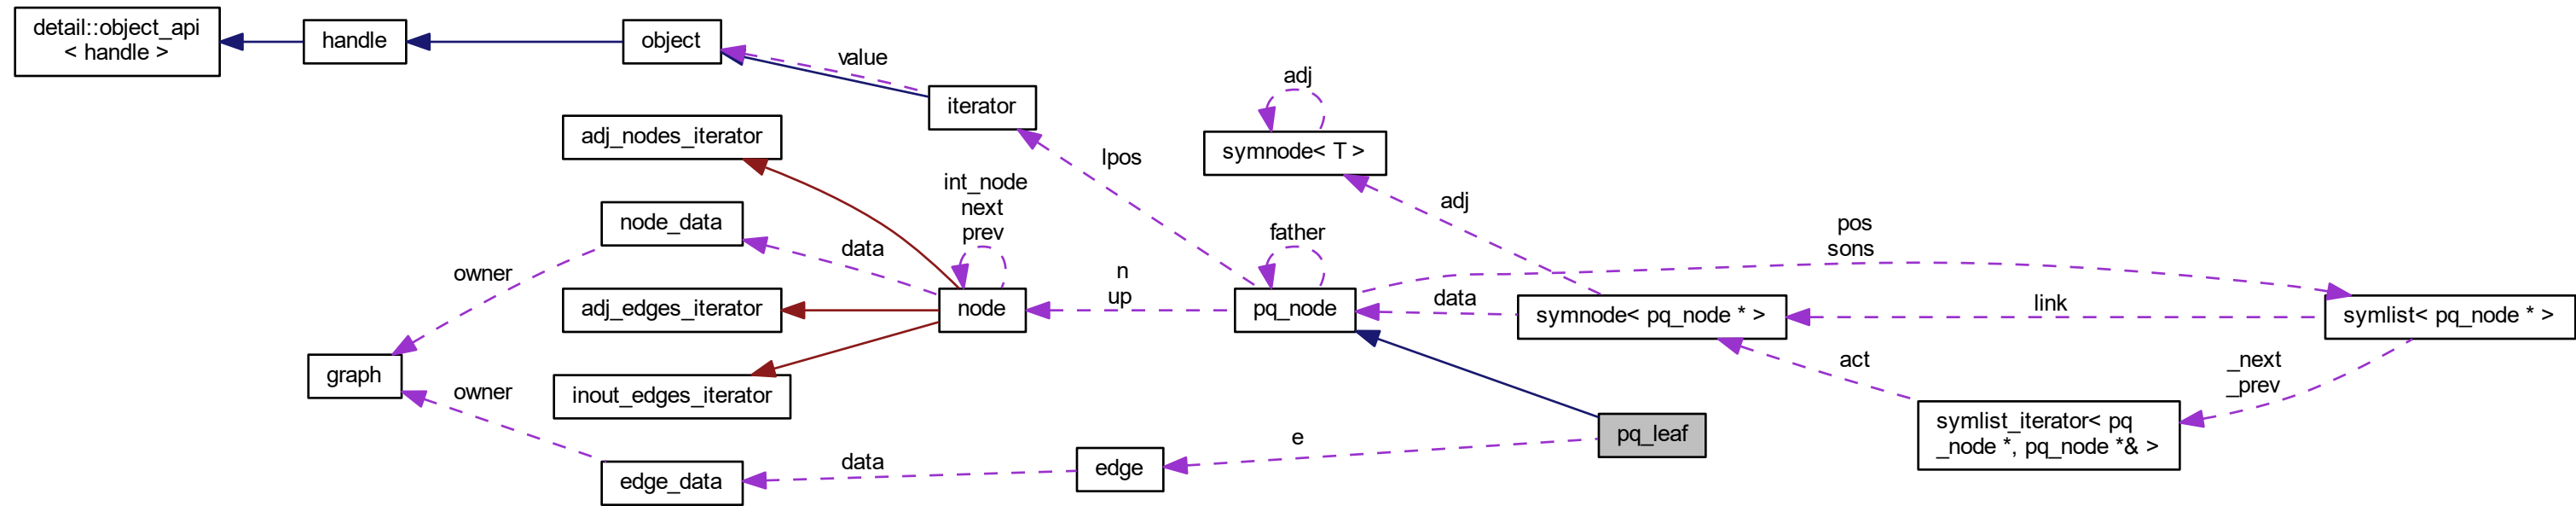 detail::object_api
< handle >
handle
object
value
iterator
adj
symnode< T >
adj_nodes_iterator
lpos
int_node
next
prev
adj
node_data
data
father
pos
sons
owner
n
up
adj_edges_iterator
node
pq_node
data
symnode< pq_node * >
link
symlist< pq_node * >
graph
owner
inout_edges_iterator
act
_next
_prev
symlist_iterator< pq
_node *, pq_node *& >
pq_leaf
e
edge
data
edge_data